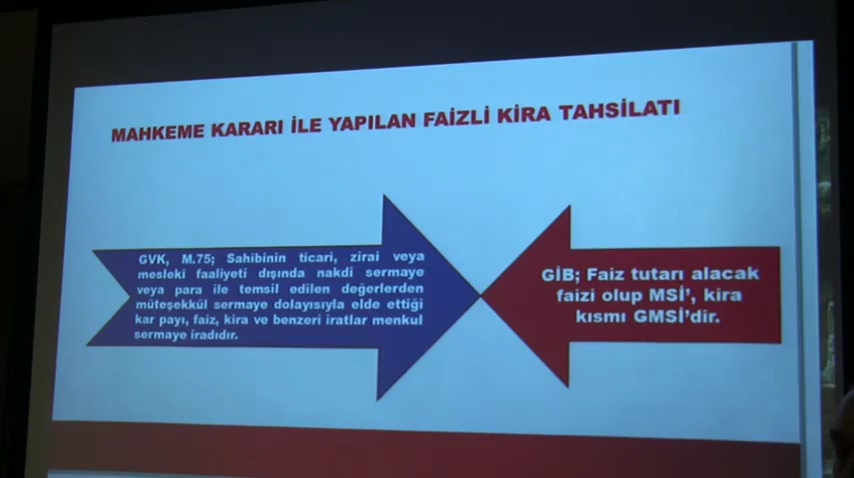 MAHKEME KARARI İLE YAPILAN FAİZLİ KİRA TAHSİLATI
GVK, M.75; Sahibinin ticari, zirai veya
mesleki faaliyeti dışında nakdi sermaye
veya para ile temsil edilen değerlerden
müteşekkül sermaye dolayısıyla elde ettiği
kar payı, faiz, kira ve benzeri iratlar menkul
sermaye iradıdır.
GİB; Faiz tutarı alacak
faizi olup MSİ’, kira
kısmı GMSİ’dir.